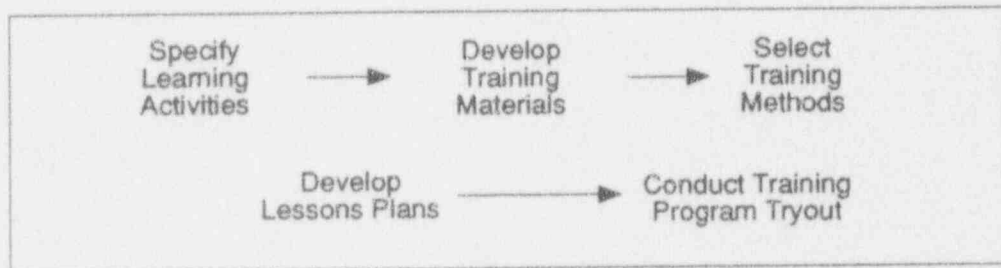 Specify
Learning
Activities
Develop
Training
Materials
Select
Training
Methods
Develop
Lessons Plans
Conduct Training
Program Tryout